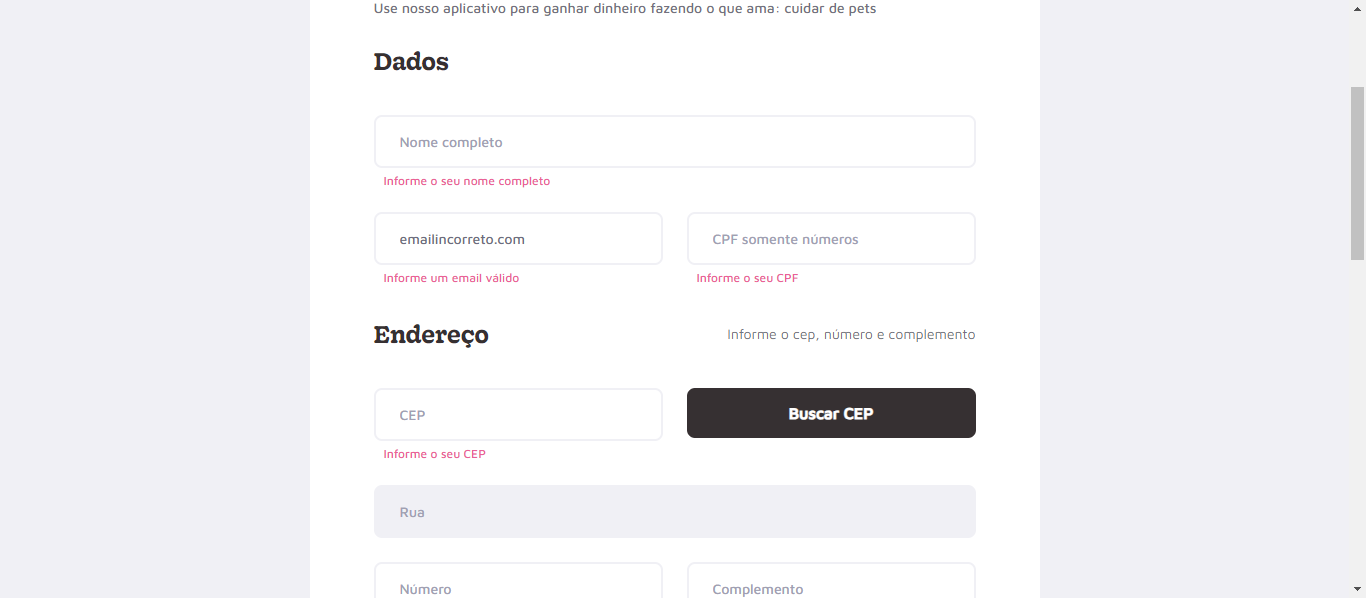 Use nosso aplicativo para ganhar dinheiro fazendo o que ama: cuidar de pets
Dados
Nome completo
Informe o seu nome completo
emailincorreto.com
CPF somente números
Informe um email válido
Informe o seu CPF
Endereço
Informe o cep, número e complemento
CEP
Buscar CEP
Informe o seu CEP
Rua
Número
Complemento